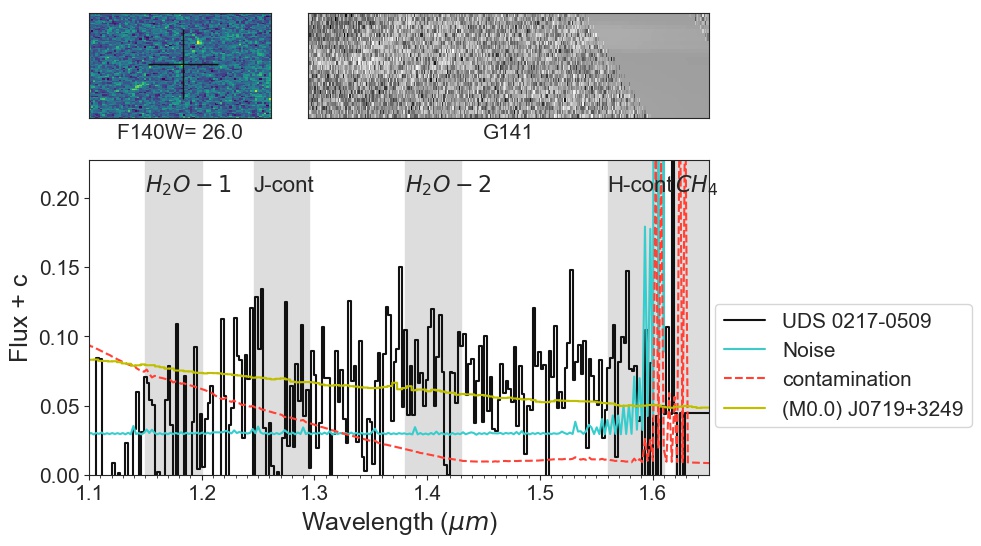 F140W= 26.0
G141
H₂O − 1
J-cont
H₂O − 2
H-cont
CH₄
0.20
0.15
0.10
0.05
0.00
Flux + c
1.1
1.2
1.3
1.4
1.5
1.6
Wavelength (μm)
UDS 0217-0509
Noise
contamination
(M0.0) J0719+3249